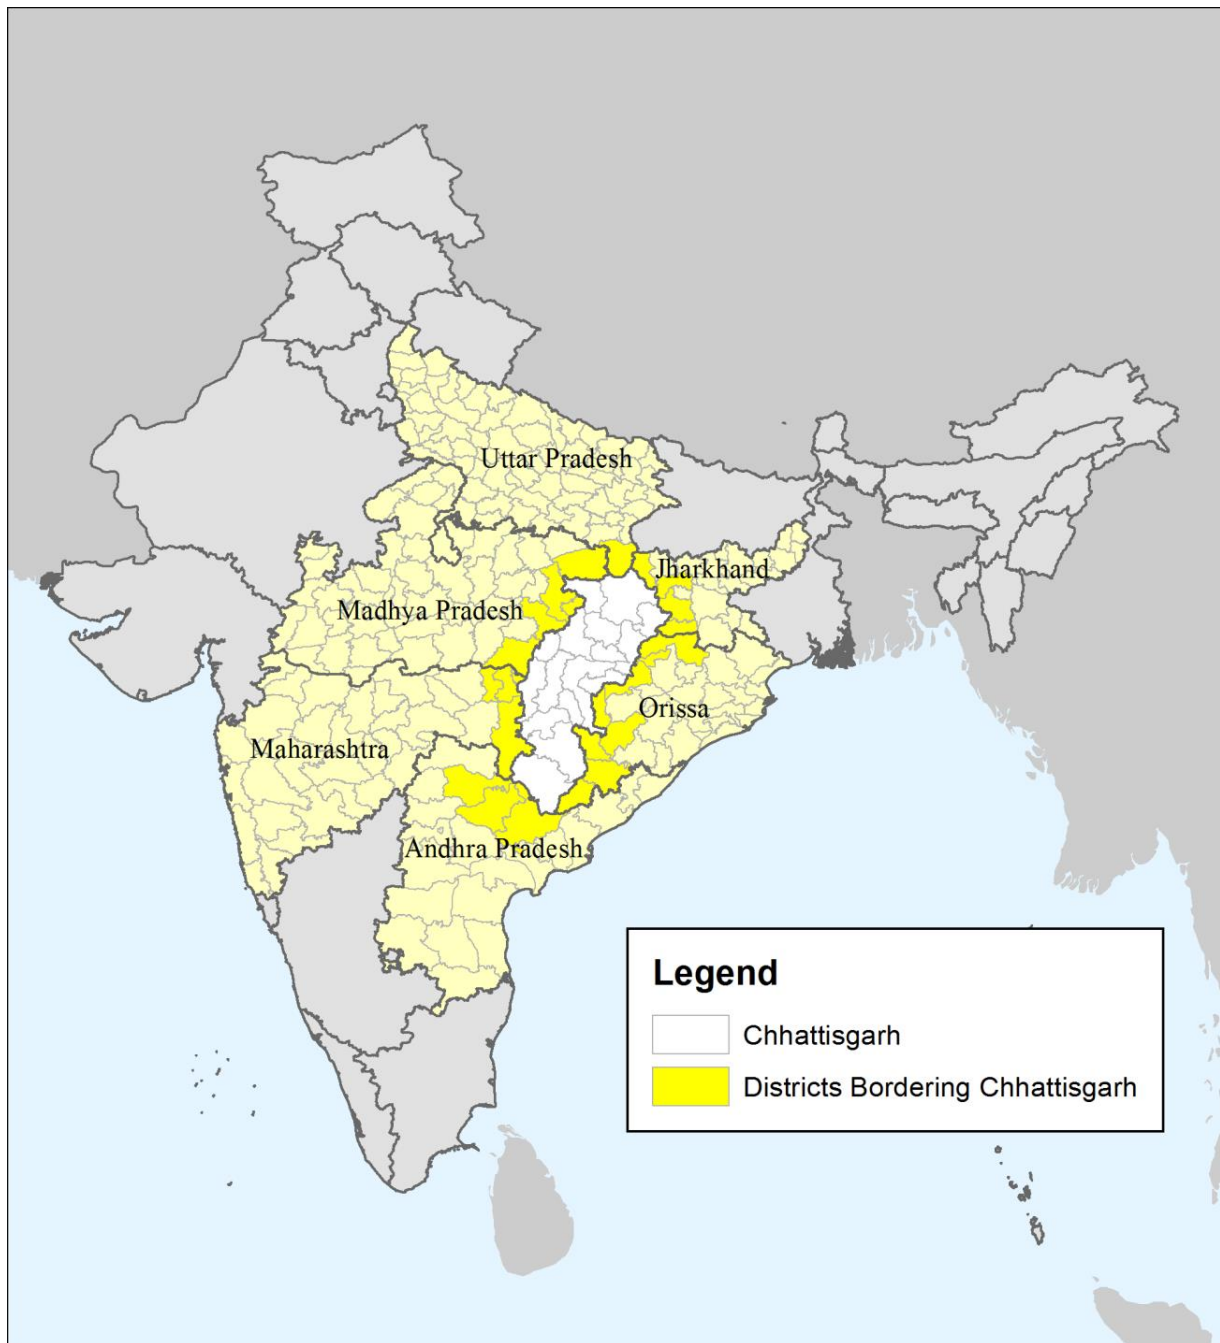 Uttar Pradesh
Jharkhand
Madhya Pradesh
Orissa
Maharashtra
Andhra Pradesh
Legend
Chhattisgarh
Districts Bordering Chhattisgarh